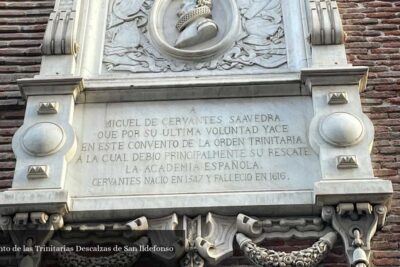 A
MIGUEL DE CERVANTES SAAVEDRA
QUE POR SU ULTIMA VOLUNTAD YACE
EN ESTE CONVENTO DE LA ORDEN TRINITARIA
A LA CUAL DEBIO PRINCIPALMENTE SU RESCATE
LA ACADEMIA ESPAÑOLA.
CERVANTES NACIO EN 1547 Y FALLECIO EN 1616.
nto de las Trinitarias Descalzas de San Ildefonso